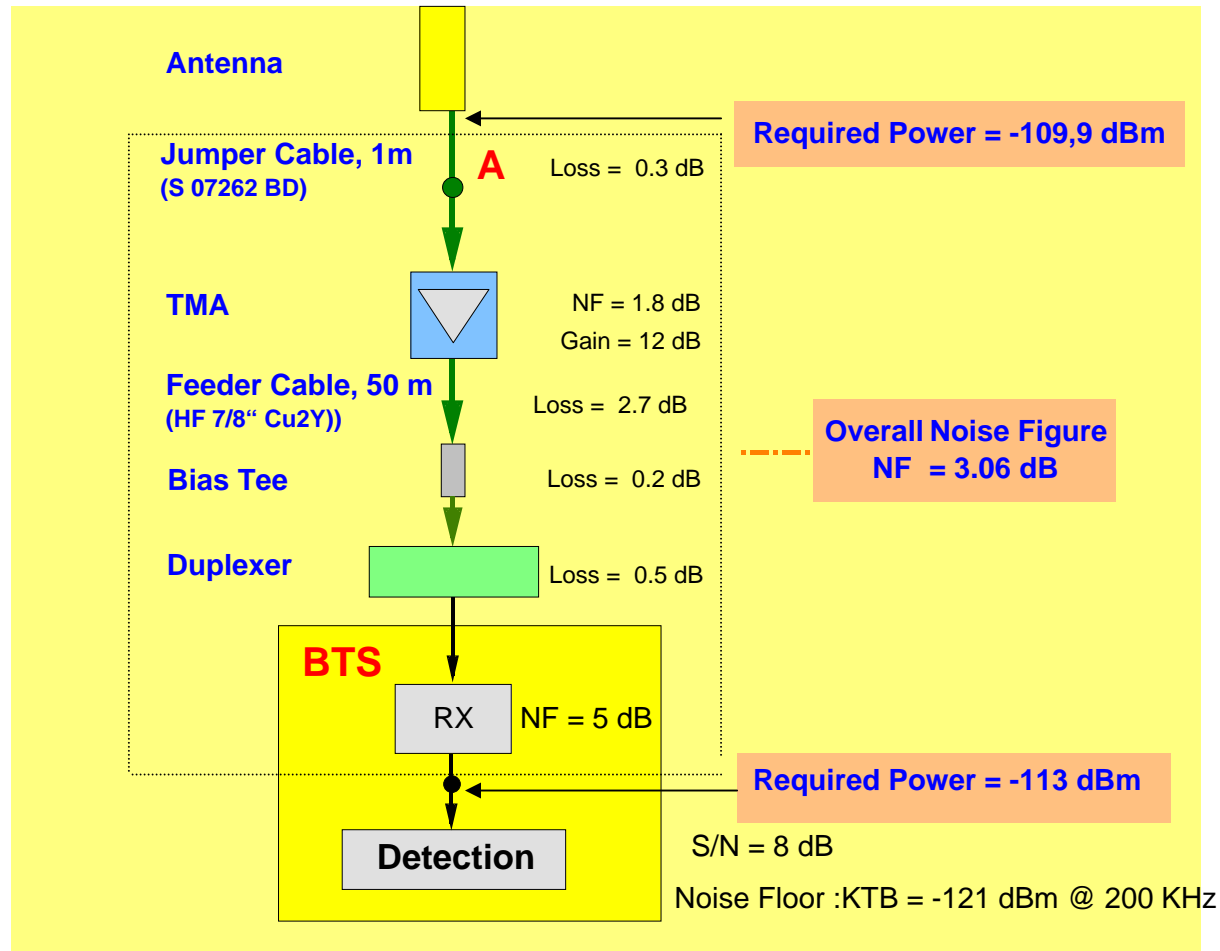 Antenna
Required Power = -109,9 dBm
Jumper Cable, 1m
(S 07262 BD)
A
Loss = 0.3 dB
TMA
NF = 1.8 dB
Gain = 12 dB
Feeder Cable, 50 m
(HF 7/8“ Cu2Y))
Loss = 2.7 dB
Overall Noise Figure
NF = 3.06 dB
Bias Tee
Loss = 0.2 dB
Duplexer
Loss = 0.5 dB
BTS
RX
NF = 5 dB
Required Power = -113 dBm
Detection
S/N = 8 dB
Noise Floor :KTB = -121 dBm @ 200 KHz